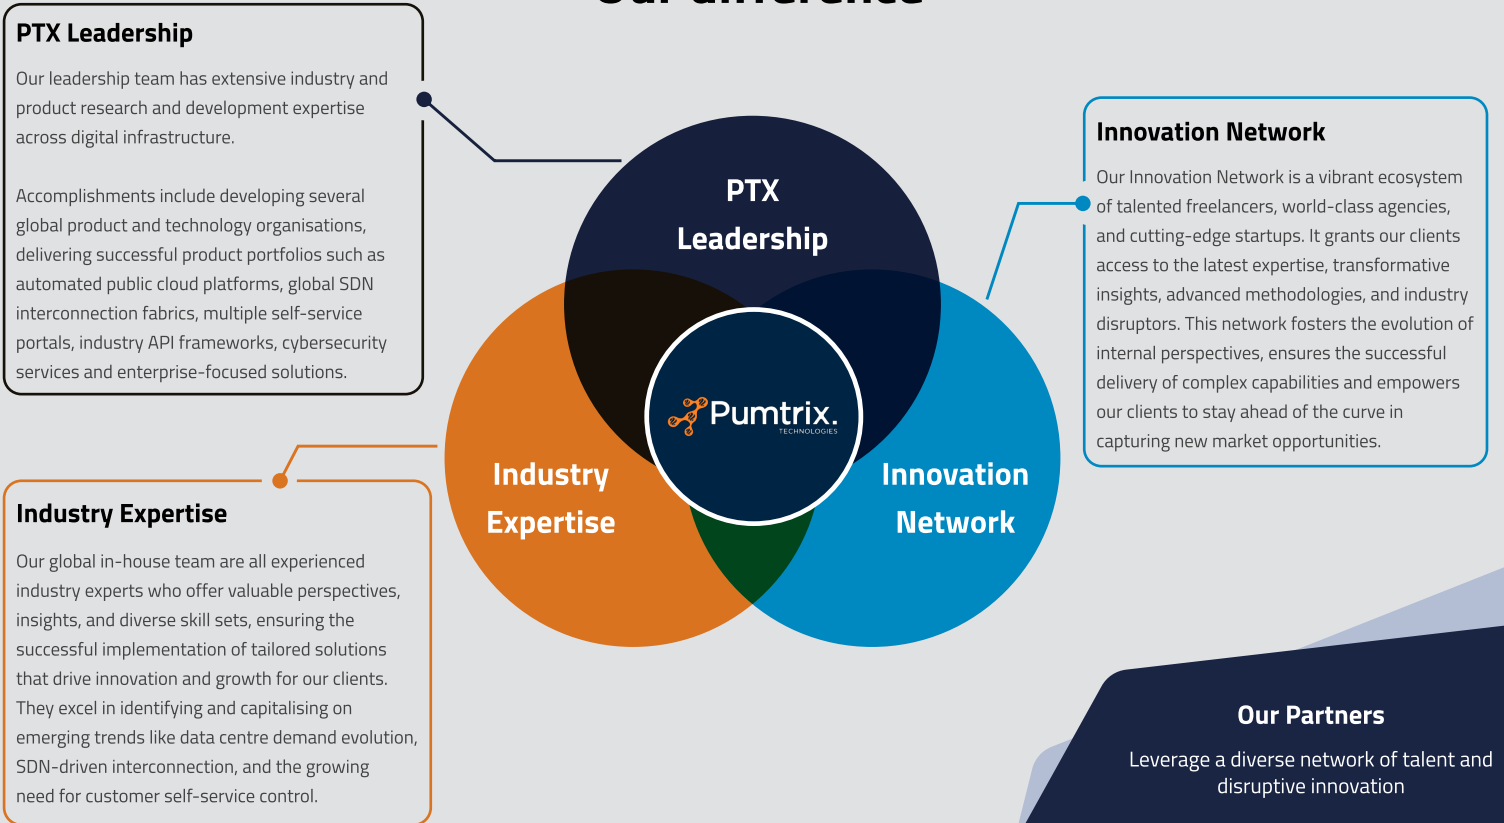 Our difference
PTX Leadership
Our leadership team has extensive industry and
product research and development expertise
across digital infrastructure.
Accomplishments include developing several
global product and technology organisations,
delivering successful product portfolios such as
automated public cloud platforms, global SDN
interconnection fabrics, multiple self-service
portals, industry API frameworks, cybersecurity
services and enterprise-focused solutions.
Industry Expertise
Our global in-house team are all experienced
industry experts who offer valuable perspectives,
insights, and diverse skill sets, ensuring the
successful implementation of tailored solutions
that drive innovation and growth for our clients.
They excel in identifying and capitalising on
emerging trends like data centre demand evolution,
SDN-driven interconnection, and the growing
need for customer self-service control.
PTX
Leadership
Pumtrix.
TECHNOLOGIES
Industry
Expertise
Innovation
Network
Innovation Network
Our Innovation Network is a vibrant ecosystem
of talented freelancers, world-class agencies,
and cutting-edge startups. It grants our clients
access to the latest expertise, transformative
insights, advanced methodologies, and industry
disruptors. This network fosters the evolution of
internal perspectives, ensures the successful
delivery of complex capabilities and empowers
our clients to stay ahead of the curve in
capturing new market opportunities.
Our Partners
Leverage a diverse network of talent and
disruptive innovation